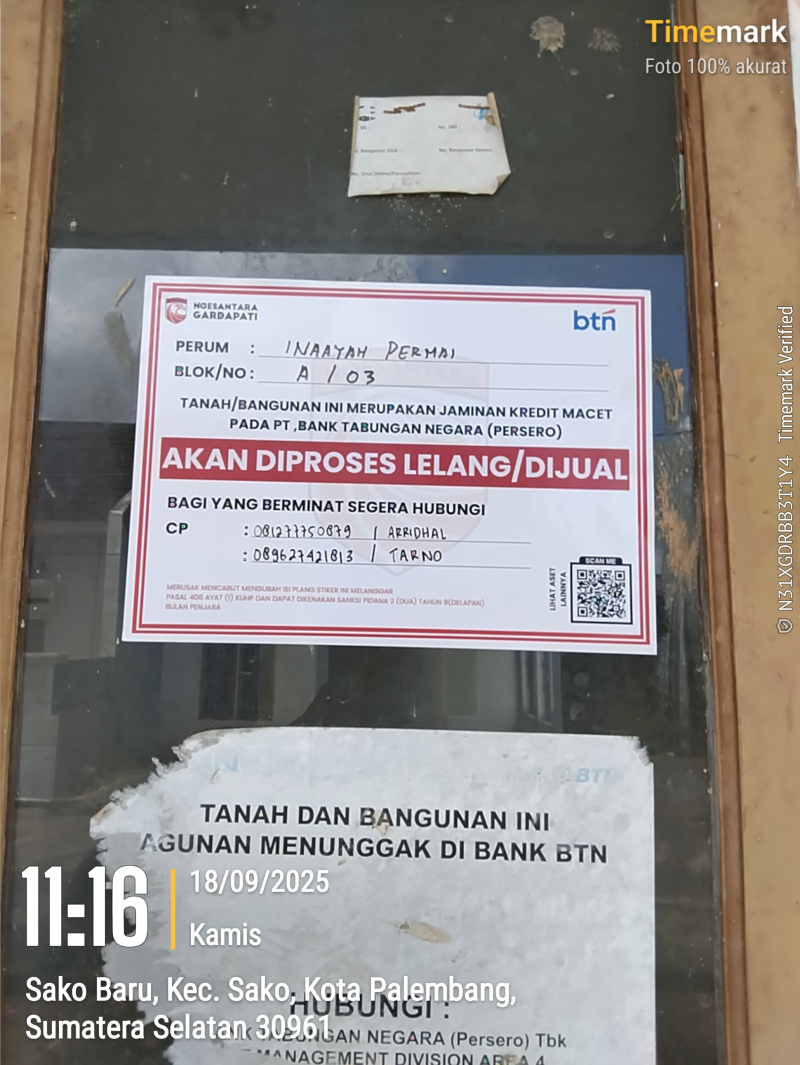 Timemark
Foto 100% akurat
No. Bangunan
NOESANTARA
GARDAPATI
btn
PERUM : INAAYAH PERMAI
BLOK/NO : A / 03
TANAH/BANGUNAN INI MERUPAKAN JAMINAN KREDIT MACET
PADA PT ,BANK TABUNGAN NEGARA (PERSERO)
AKAN DIPROSES LELANG/DIJUAL
BAGI YANG BERMINAT SEGERA HUBUNGI
CP : 081277750879 / ARRIDHAL
: 089627421813 / TARNO
SCAN ME
LIHAT ASET
LAINNYA
MERUSAK MENCABUT MENGUBAH ISI PLANG STIKER INI MELANGGAR
PASAL 406 AYAT (1) KUHP DAN DAPAT DIKENAKAN SANKSI PIDANA 2 (DUA) TAHUN 8(DELAPAN)
BULAN PENJARA
BTN
TANAH DAN BANGUNAN INI
AGUNAN MENUNGGAK DI BANK BTN
HUBUNGI :
TABUNGAN NEGARA (Persero) Tbk
MANAGEMENT DIVISION AREA 4
11:16
18/09/2025
Kamis
Sako Baru, Kec. Sako, Kota Palembang,
Sumatera Selatan 30961
N31XGDRBB3T1Y4 Timemark Verified